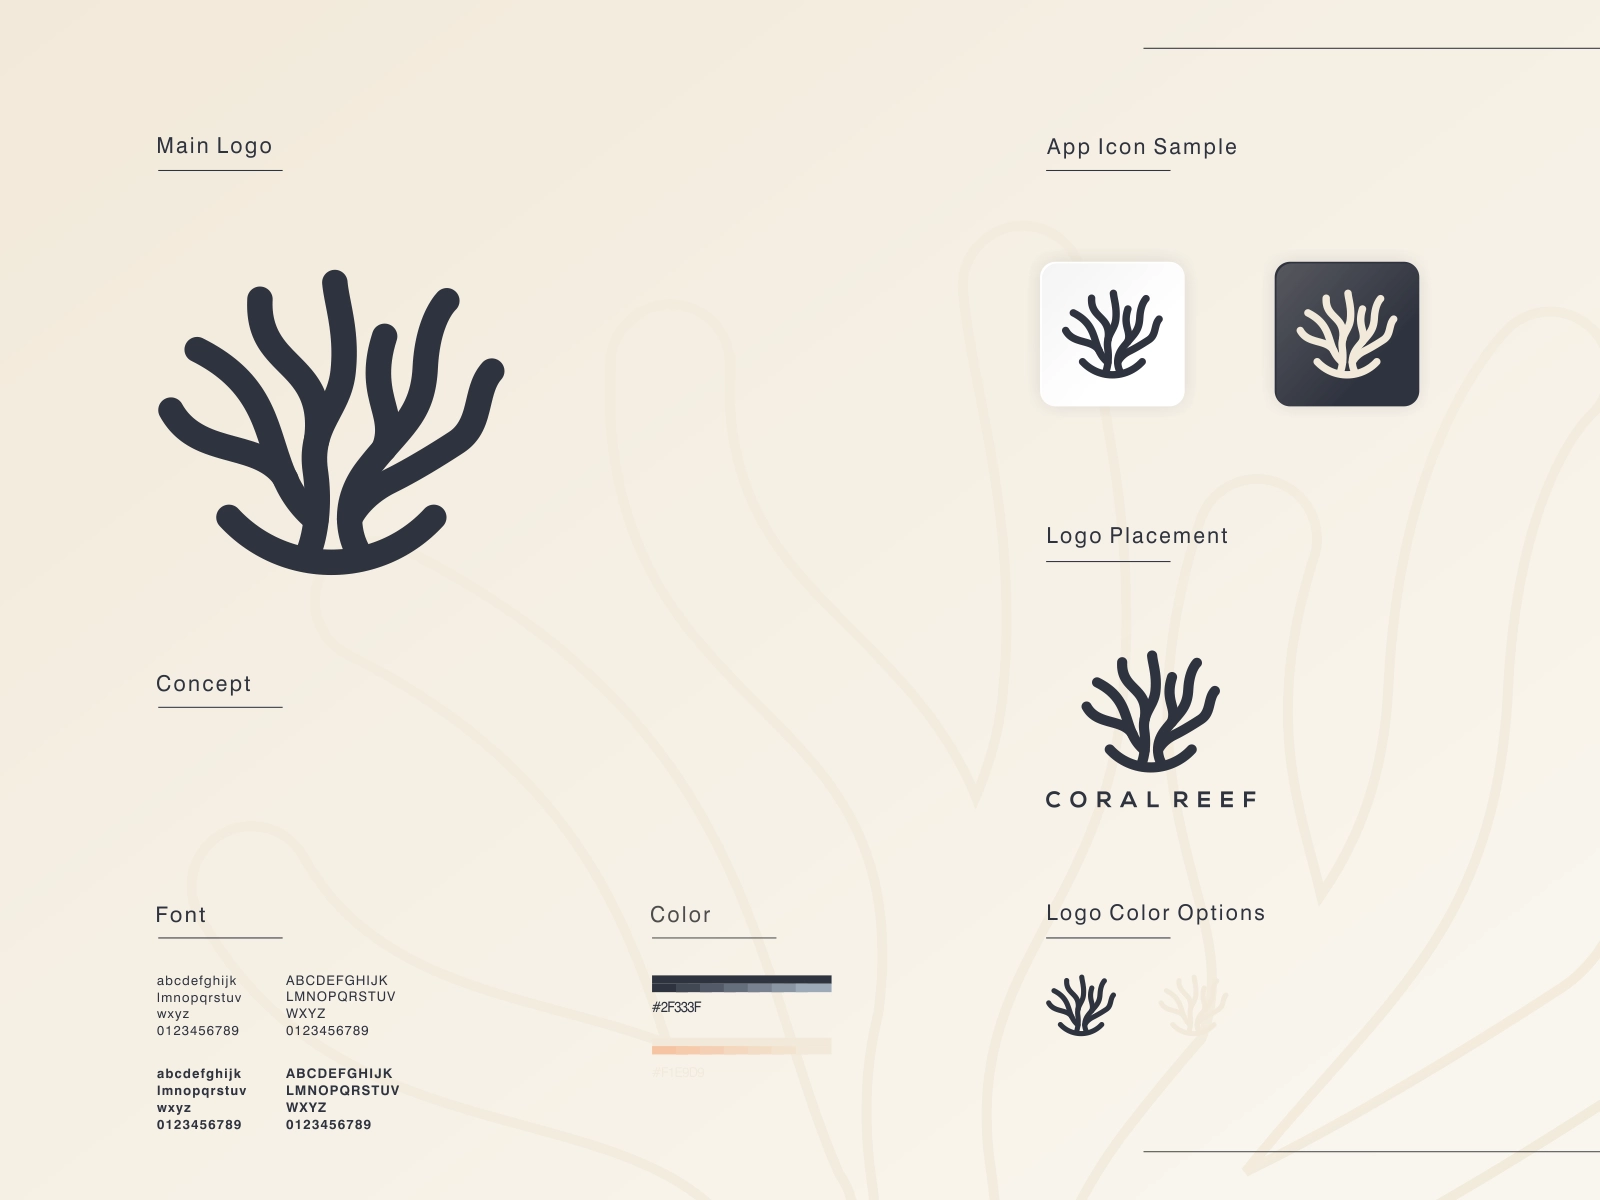 Main Logo
App Icon Sample
Logo Placement
CORAL REEF
Concept
Font
abcdefghijk
lmnopqrstuv
wxyz
0123456789
ABCDEFGHIJK
LMNOPQRSTUV
WXYZ
0123456789
abcdefghijk
lmnopqrstuv
wxyz
0123456789
ABCDEFGHIJK
LMNOPQRSTUV
WXYZ
0123456789
Color
#2F333F
Logo Color Options